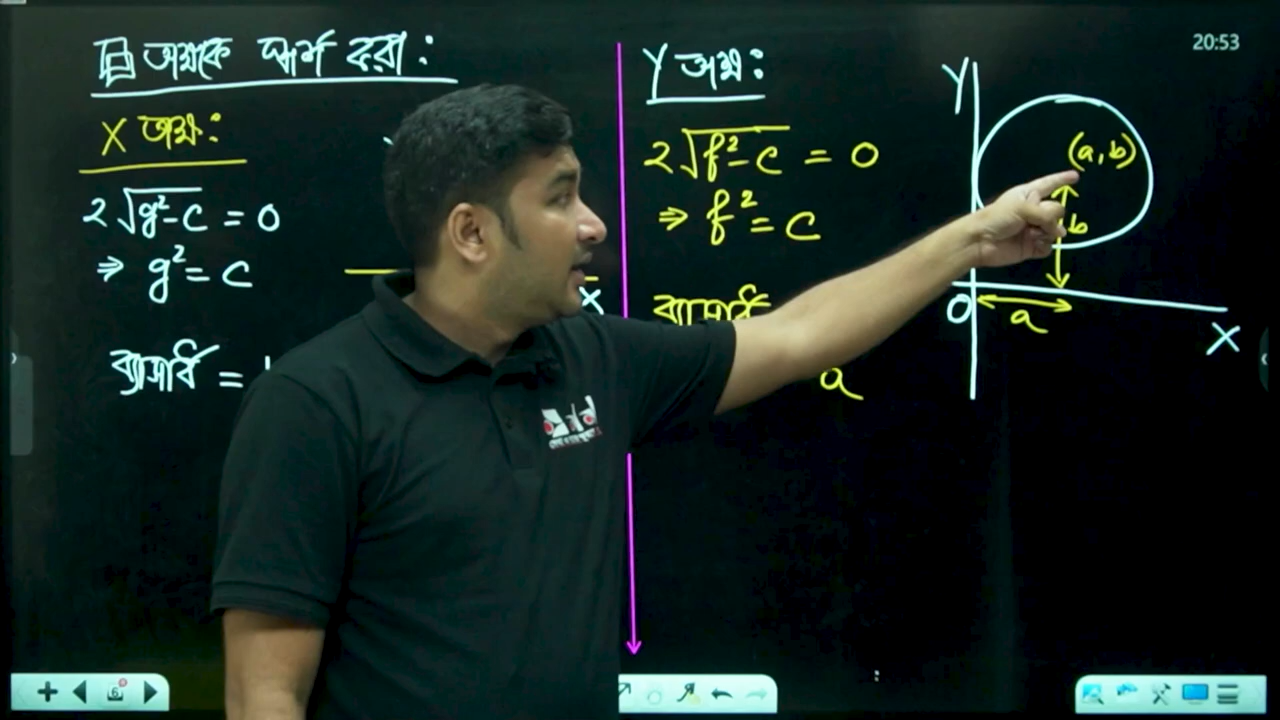 অক্ষকে স্পর্শ করা :
X অক্ষ :
2√g²-c = 0
⇒ g² = c
ব্যাসার্ধ =
X
Y অক্ষ :
2√f²-c = 0
⇒ f² = c
ব্যাসার্ধ
a
20:53
Y
(a, b)
b
O
a
X